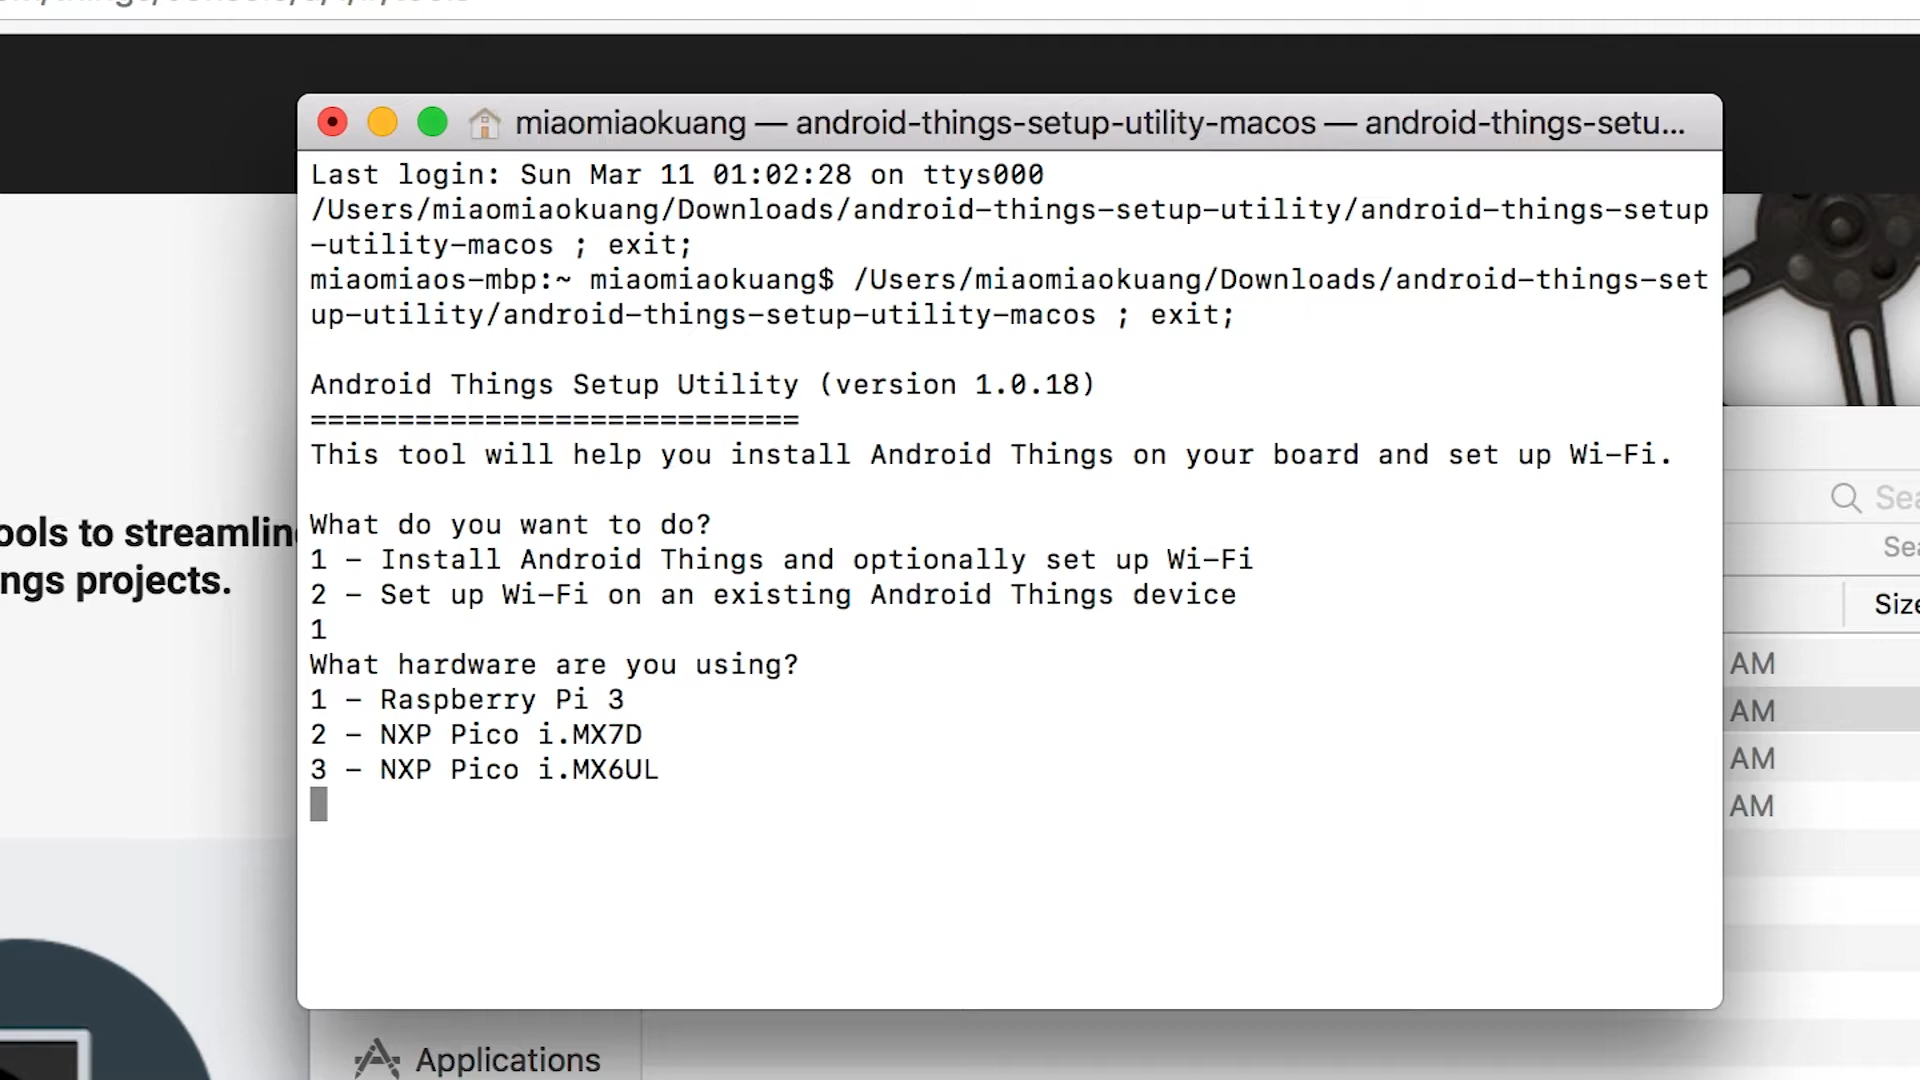 miaomiaokuang — android-things-setup-utility-macos — android-things-setu...
Last login: Sun Mar 11 01:02:28 on ttys000
/Users/miaomiaokuang/Downloads/android-things-setup-utility/android-things-setup
-utility-macos ; exit;
miaomiaos-mbp:~ miaomiaokuang$ /Users/miaomiaokuang/Downloads/android-things-set
up-utility/android-things-setup-utility-macos ; exit;
Android Things Setup Utility (version 1.0.18)
============================
This tool will help you install Android Things on your board and set up Wi-Fi.
What do you want to do?
1 - Install Android Things and optionally set up Wi-Fi
2 - Set up Wi-Fi on an existing Android Things device
1
What hardware are you using?
1 - Raspberry Pi 3
2 - NXP Pico i.MX7D
3 - NXP Pico i.MX6UL
ools to streamlin
ngs projects.
Sea
Sea
Size
AM
AM
AM
AM
Applications